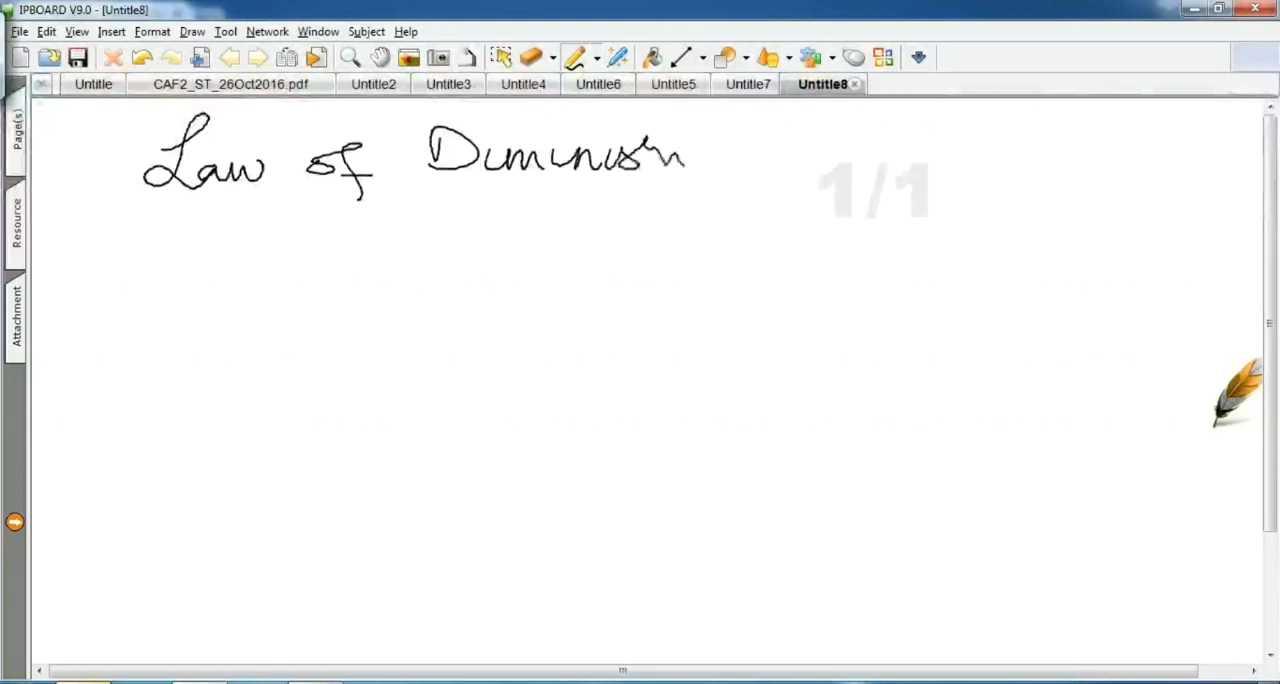 IPBOARD V9.0 - [Untitle8]
File Edit View Insert Format Draw Tool Network Window Subject Help
Untitle CAF2_ST_26Oct2016.pdf Untitle2 Untitle3 Untitle4 Untitle6 Untitle5 Untitle7 Untitle8
Page(s)
Resource
Attachment
Law of Diminish
1/1